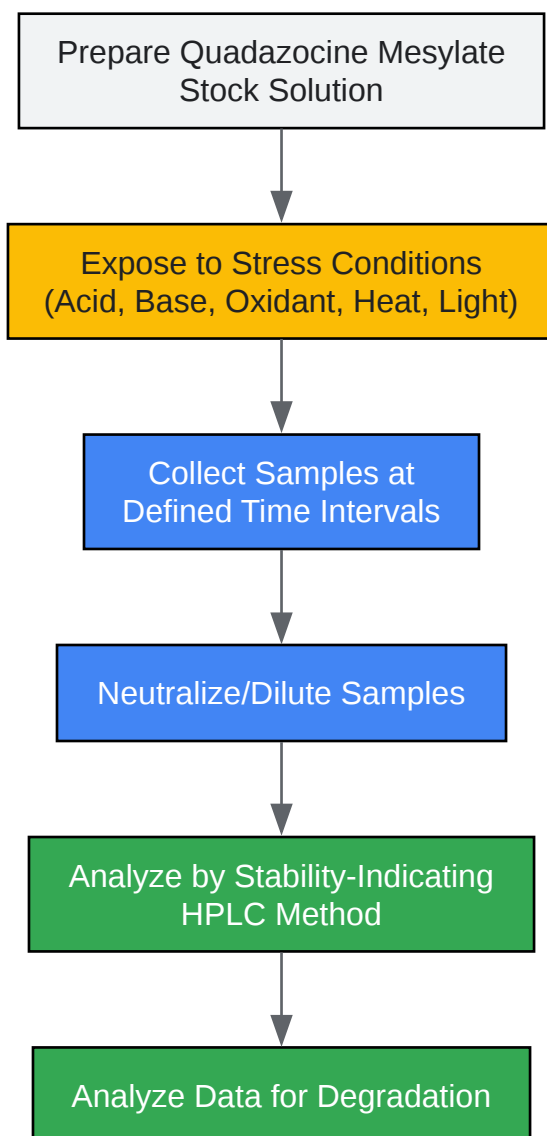 Prepare Quadazocine Mesylate
Stock Solution
Expose to Stress Conditions
(Acid, Base, Oxidant, Heat, Light)
Collect Samples at
Defined Time Intervals
Neutralize/Dilute Samples
Analyze by Stability-Indicating
HPLC Method
Analyze Data for Degradation